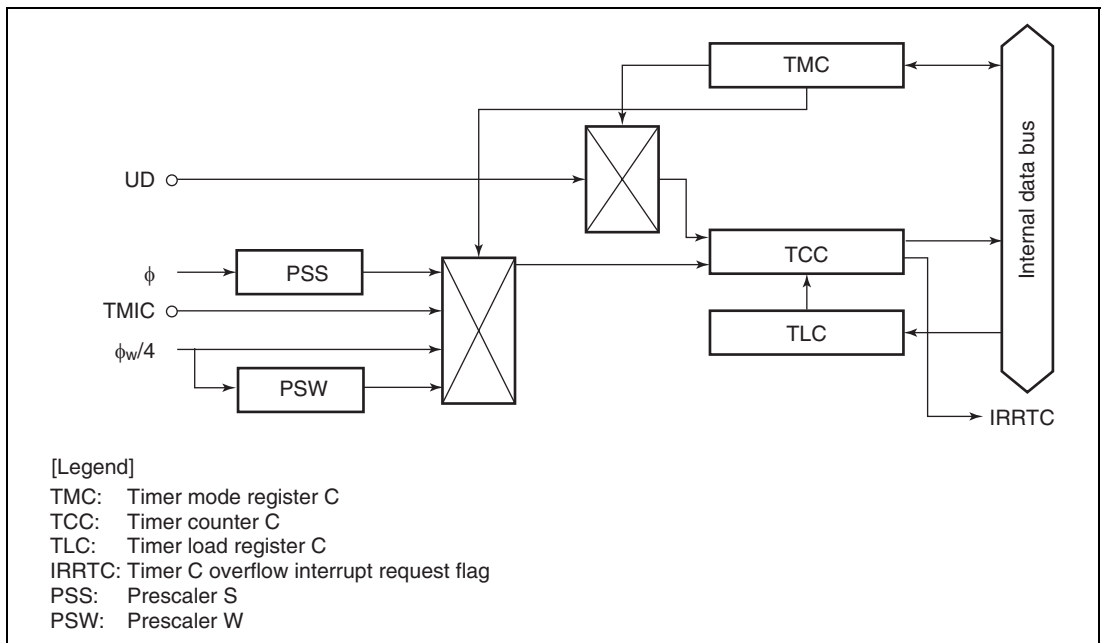 TMC
UD
TCC
Internal data bus
ϕ
PSS
TMIC
TLC
ϕw/4
PSW
IRRTC
[Legend]
TMC: Timer mode register C
TCC: Timer counter C
TLC: Timer load register C
IRRTC: Timer C overflow interrupt request flag
PSS: Prescaler S
PSW: Prescaler W